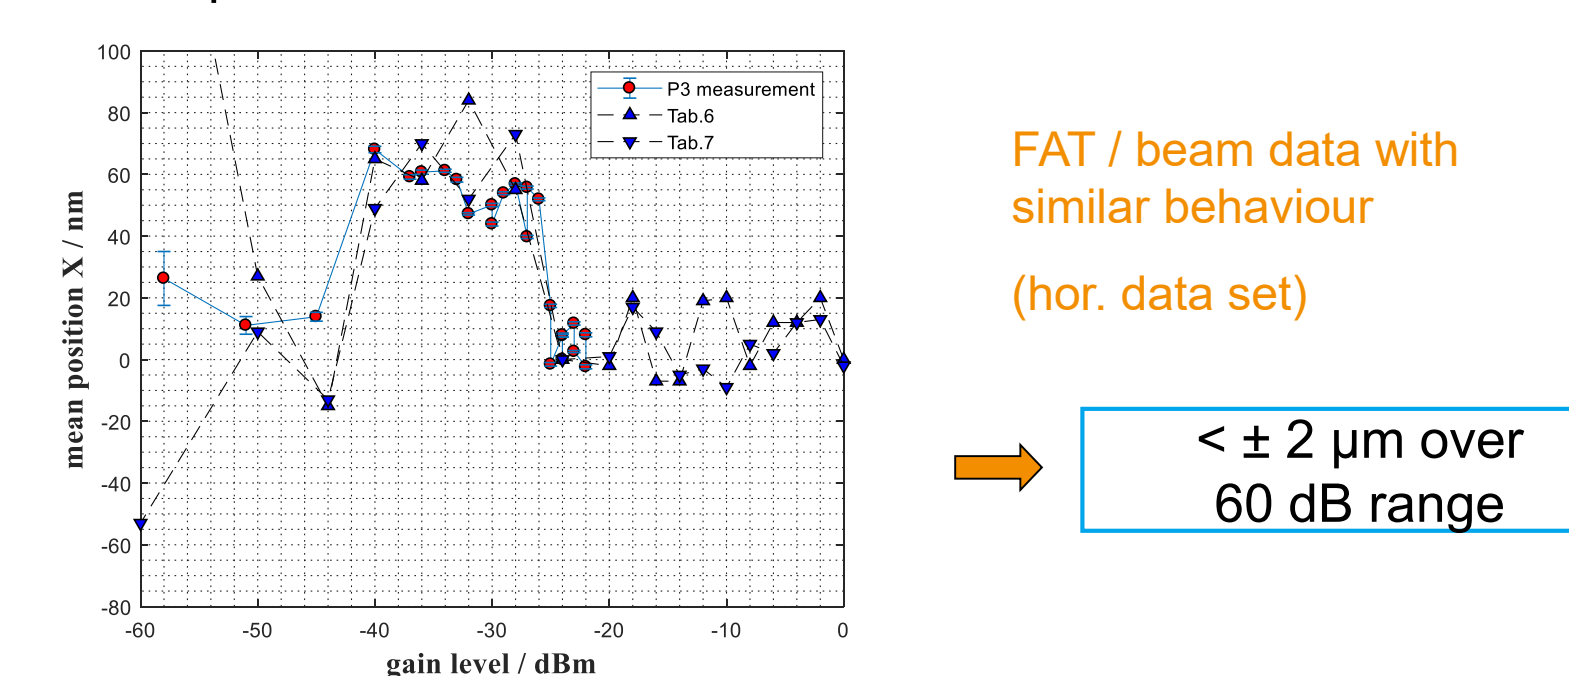 100
80
60
40
20
0
-20
-40
-60
-80
-60
-50
-40
-30
-20
-10
0
mean position X / nm
gain level / dBm
P3 measurement
Tab.6
Tab.7
FAT / beam data with
similar behaviour
(hor. data set)
< ± 2 µm over
60 dB range